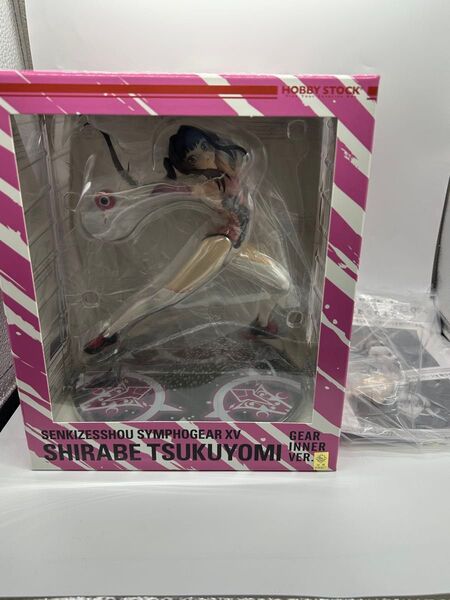 HOBBY STOCK
SENKIZESSHOU SYMPHOGEAR XV
SHIRABE TSUKUYOMI
GEAR
INNER
VER.